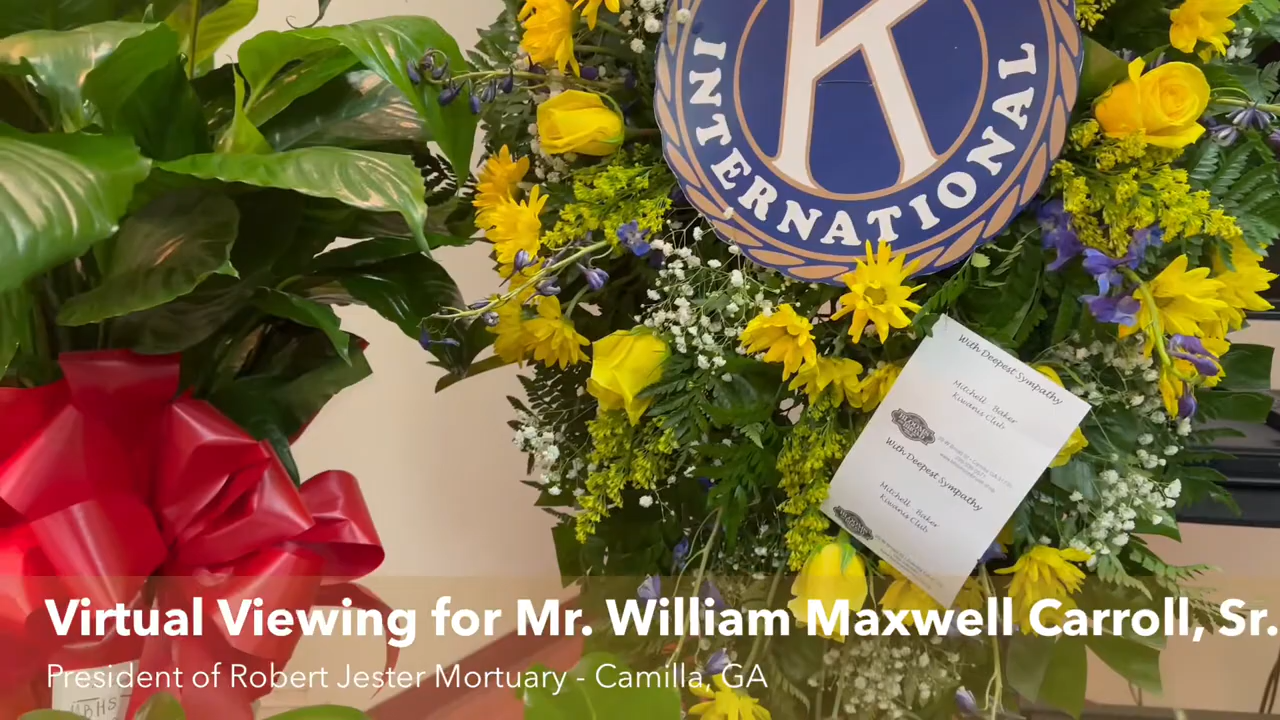 K
INTERNATIONAL
With Deepest Sympathy
Mitchell - Baker
Kiwanis Club
With Deepest Sympathy
Mitchell - Baker
Kiwanis Club
Virtual Viewing for Mr. William Maxwell Carroll, Sr.
President of Robert Jester Mortuary - Camilla, GA